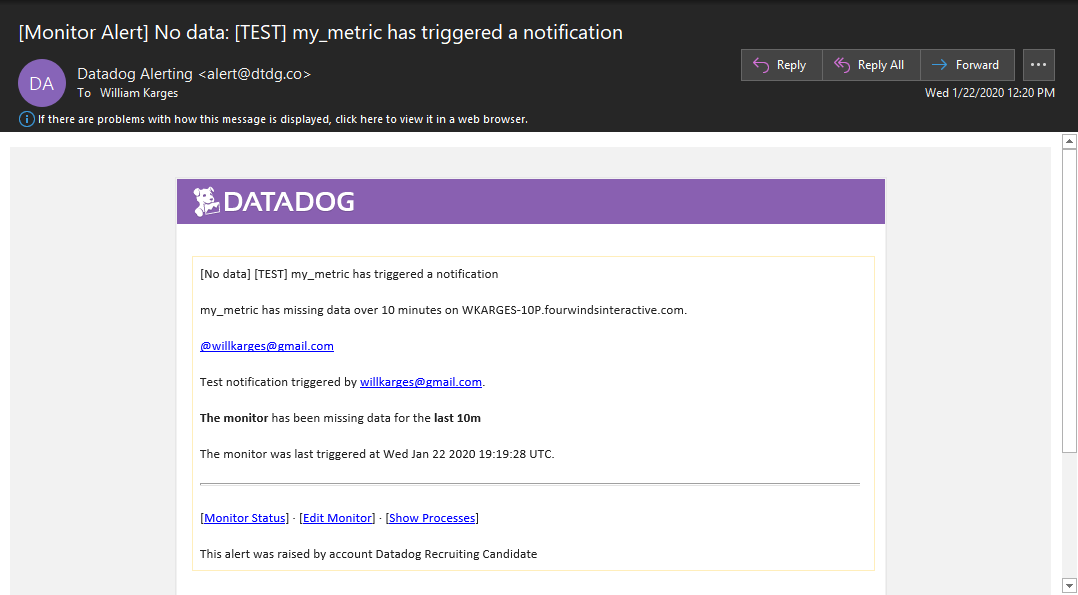 [Monitor Alert] No data: [TEST] my_metric has triggered a notification
DA
Datadog Alerting <alert@dtdg.co>
To William Karges
Reply
Reply All
Forward
Wed 1/22/2020 12:20 PM
If there are problems with how this message is displayed, click here to view it in a web browser.
DATADOG
[No data] [TEST] my_metric has triggered a notification
my_metric has missing data over 10 minutes on WKARGES-10P.fourwindsinteractive.com.
@willkarges@gmail.com
Test notification triggered by willkarges@gmail.com.
The monitor has been missing data for the last 10m
The monitor was last triggered at Wed Jan 22 2020 19:19:28 UTC.
[Monitor Status] · [Edit Monitor] · [Show Processes]
This alert was raised by account Datadog Recruiting Candidate